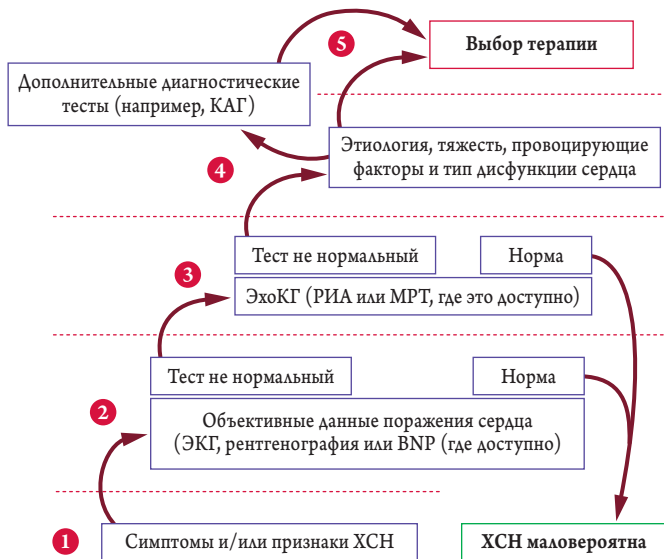 5
Выбор терапии
Дополнительные диагностические
тесты (например, КАГ)
Этиология, тяжесть, провоцирующие
факторы и тип дисфункции сердца
4
Тест не нормальный
Норма
3
ЭхоКГ (РИА или МРТ, где это доступно)
Тест не нормальный
Норма
2
Объективные данные поражения сердца
(ЭКГ, рентгенография или BNP (где доступно)
1
Симптомы и/или признаки ХСН
ХСН маловероятна